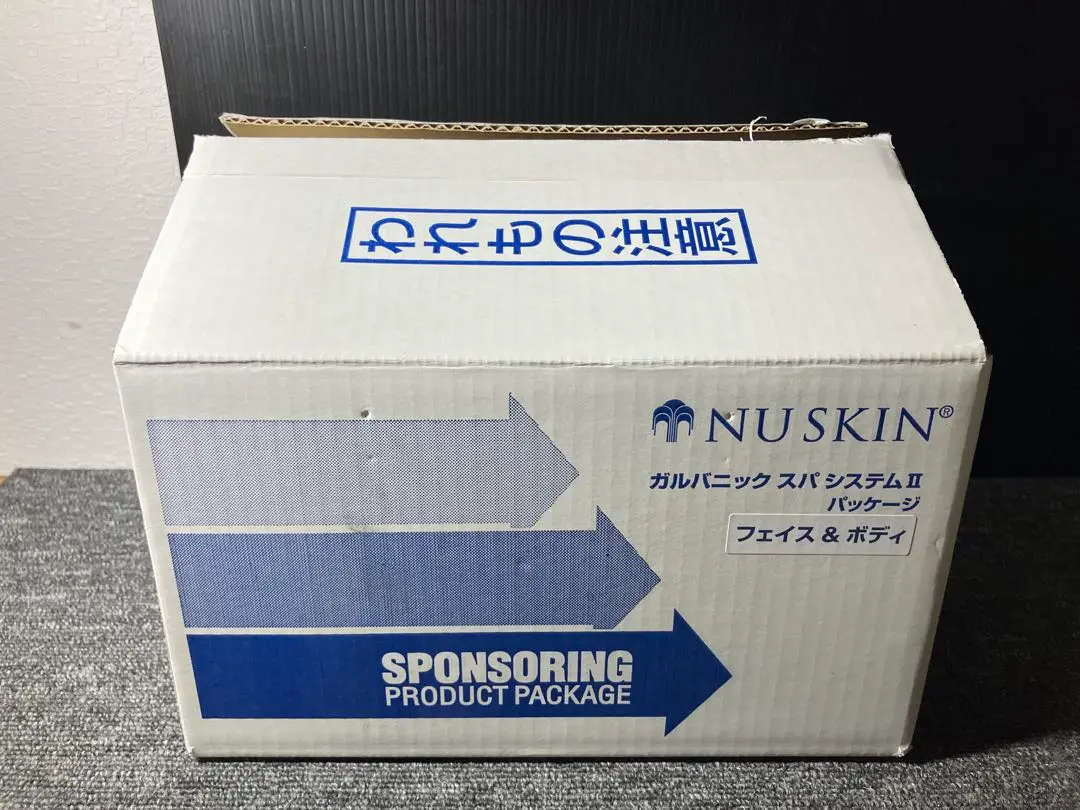 われもの注意
NU SKIN®
ガルバニック スパ システムⅡ
パッケージ
フェイス & ボディ
SPONSORING
PRODUCT PACKAGE